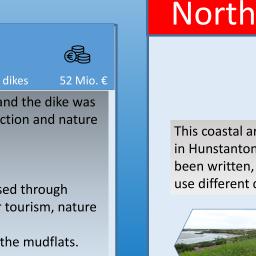 dikes
52 Mio. €
and the dike was
ction and nature
sed through
tourism, nature
the mudflats.
North
This coastal a
in Hunstanton
been written,
use different